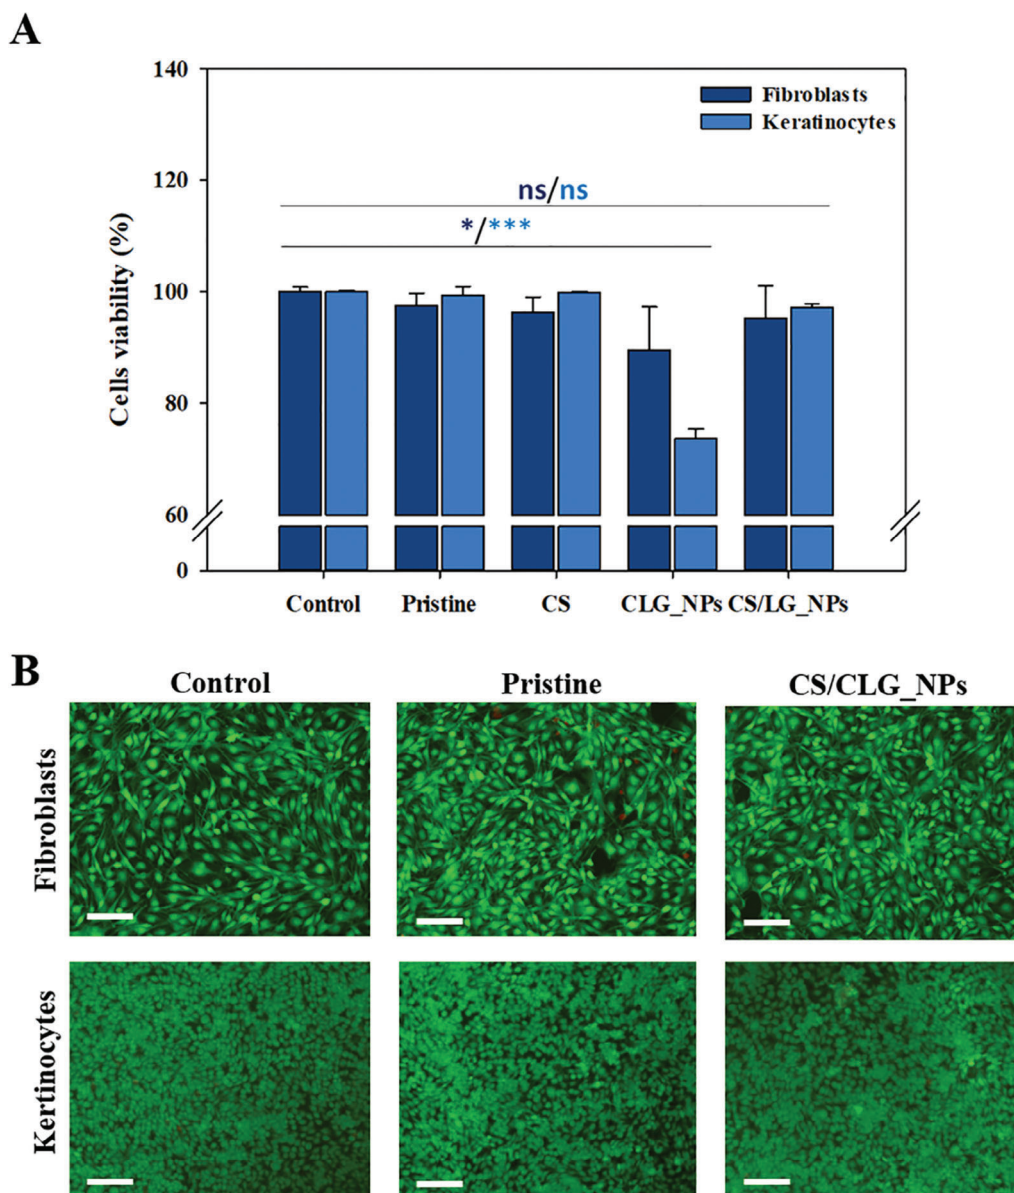 A
140
120
100
80
60
0
Cells viability (%)
Fibroblasts
Keratinocytes
ns/ns
*/***
Control Pristine CS CLG_NPs CS/LG_NPs
B
Control Pristine CS/CLG_NPs
Fibroblasts
Kertinocytes